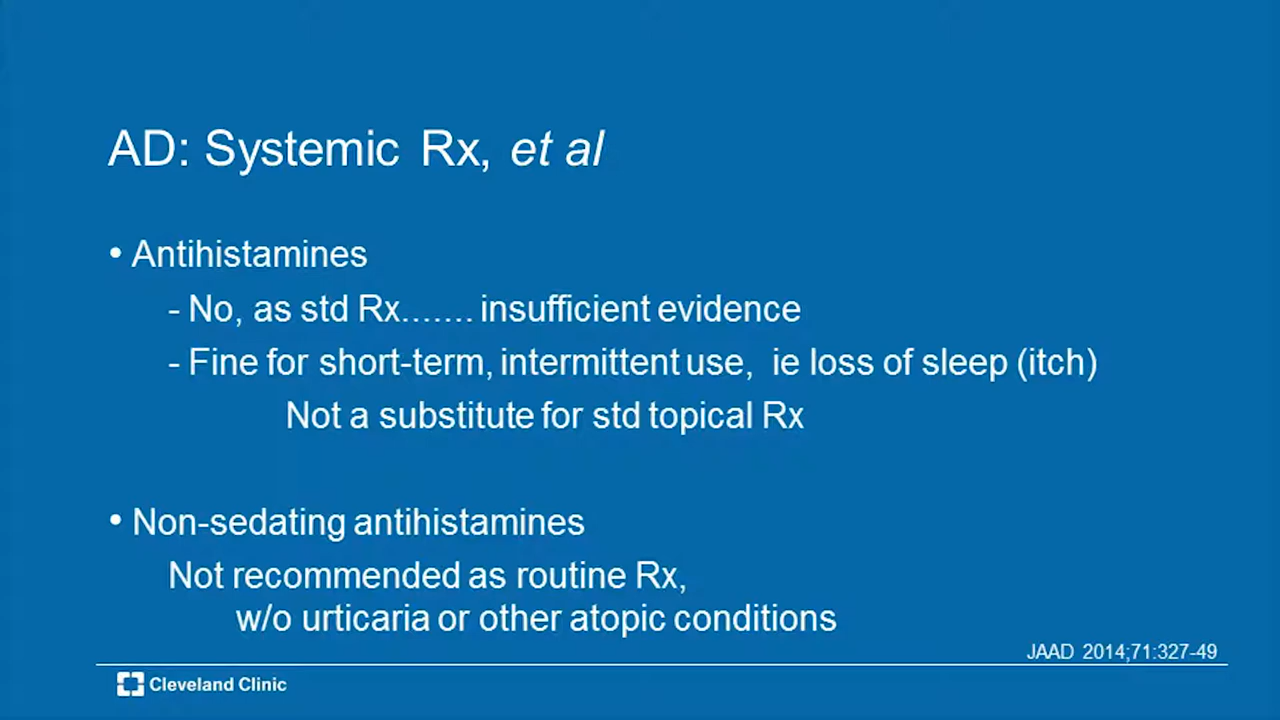 AD: Systemic Rx, et al
• Antihistamines
- No, as std Rx....... insufficient evidence
- Fine for short-term, intermittent use, ie loss of sleep (itch)
Not a substitute for std topical Rx
• Non-sedating antihistamines
Not recommended as routine Rx,
w/o urticaria or other atopic conditions
JAAD 2014;71:327-49
Cleveland Clinic